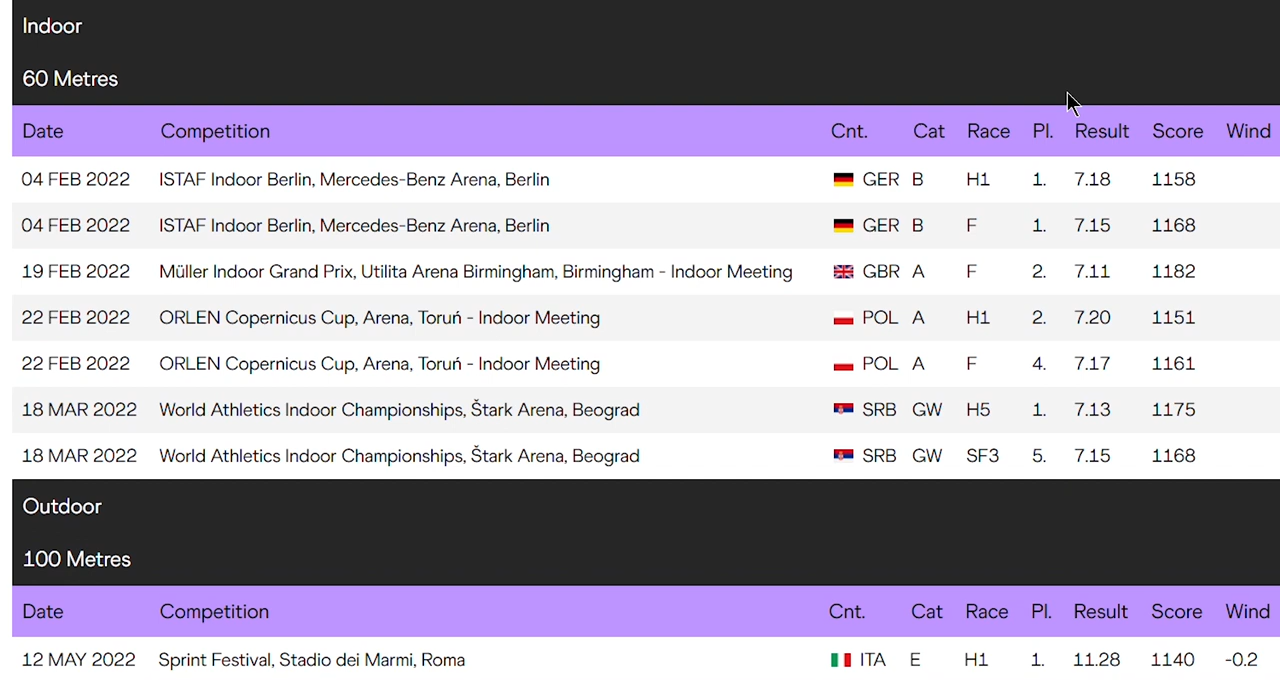 Indoor
60 Metres
Date Competition Cnt. Cat Race Pl. Result Score Wind
04 FEB 2022 ISTAF Indoor Berlin, Mercedes-Benz Arena, Berlin GER B H1 1. 7.18 1158
04 FEB 2022 ISTAF Indoor Berlin, Mercedes-Benz Arena, Berlin GER B F 1. 7.15 1168
19 FEB 2022 Müller Indoor Grand Prix, Utilita Arena Birmingham, Birmingham - Indoor Meeting GBR A F 2. 7.11 1182
22 FEB 2022 ORLEN Copernicus Cup, Arena, Toruń - Indoor Meeting POL A H1 2. 7.20 1151
22 FEB 2022 ORLEN Copernicus Cup, Arena, Toruń - Indoor Meeting POL A F 4. 7.17 1161
18 MAR 2022 World Athletics Indoor Championships, Štark Arena, Beograd SRB GW H5 1. 7.13 1175
18 MAR 2022 World Athletics Indoor Championships, Štark Arena, Beograd SRB GW SF3 5. 7.15 1168
Outdoor
100 Metres
Date Competition Cnt. Cat Race Pl. Result Score Wind
12 MAY 2022 Sprint Festival, Stadio dei Marmi, Roma ITA E H1 1. 11.28 1140 -0.2